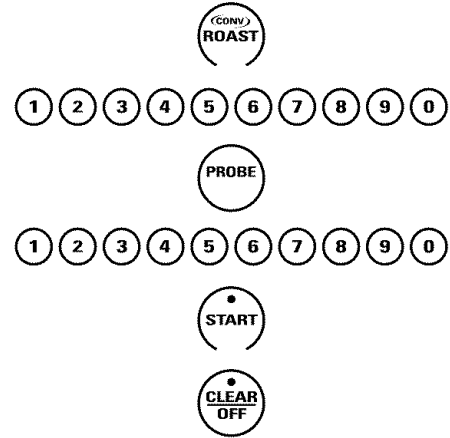 (CONV)
ROAST
1 2 3 4 5 6 7 8 9 0
PROBE
1 2 3 4 5 6 7 8 9 0
START
CLEAR
OFF